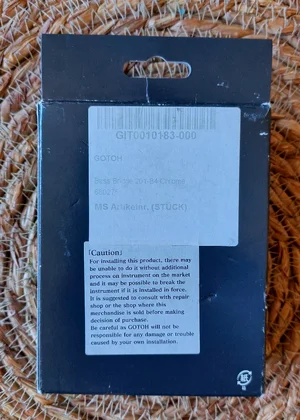 GIT0010183-000
GOTOH
MS Anketer. (STÜCK)
(Caution)
For installing this product, there may
be unable to do it without additional
process on instrument on the market
and it may be possible to break the
instrument if it is installed in force.
It is suggested to consult with repair
shop or the shop where this
merchandise is sold before making
decision of purchase.
Be careful as GOTOH will not be
responsible for any damage or trouble
caused by your own installation.